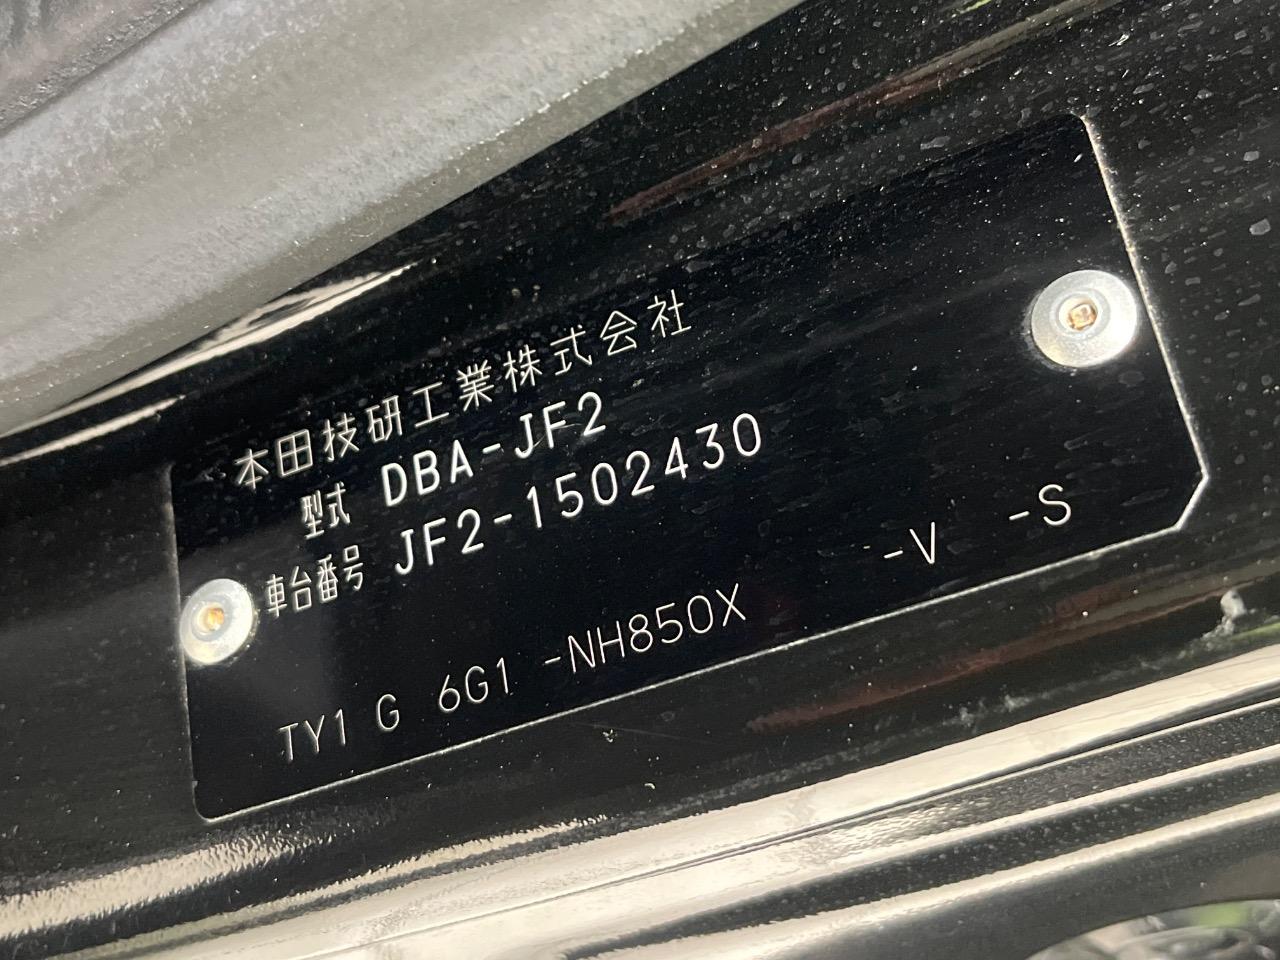 本田技研工業株式会社
型式 DBA-JF2
車台番号 JF2-1502430
TY1 G 6G1 -NH850X -V -S